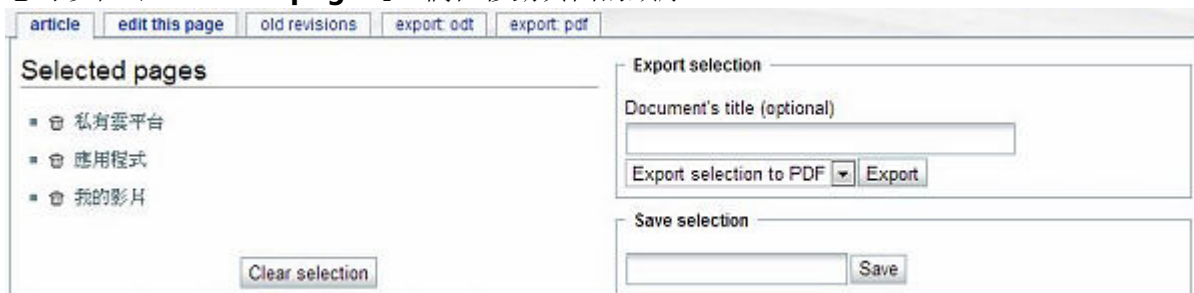 page
article edit this page old revisions export: odt export: pdf
Selected pages
私有雲平台
應用程式
我的影片
Clear selection
Export selection
Document's title (optional)
Export selection to PDF Export
Save selection
Save